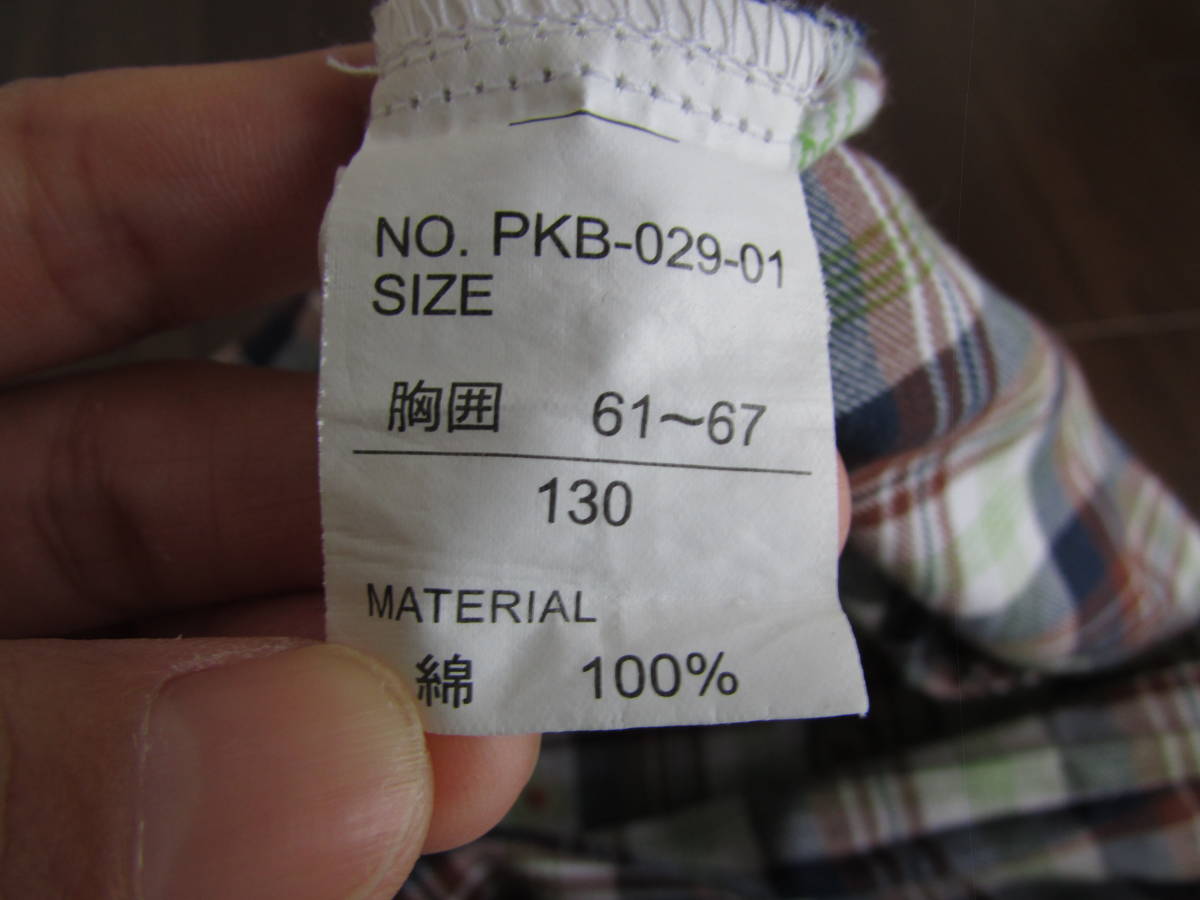 NO. PKB-029-01
SIZE
胸囲 61〜67
130
MATERIAL
綿 100%